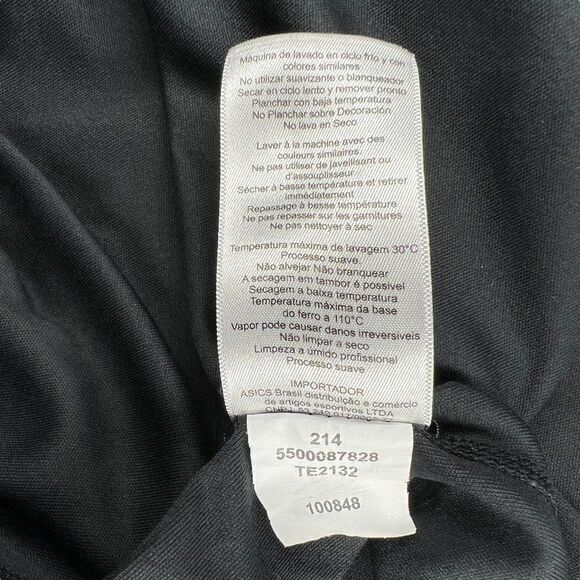 Maquina de lavado en ciclo frio y con
colores similares
No utilizar suavizante o blanqueador
Secar en ciclo lento y remover pronto
Planchar con baja temperatura
No Planchar sobre Decoración.
No lava en Seco
Laver à la machine avec des
couleurs similaires.
Ne pas utiliser de javellisant ou
d'assouplisseur
Sécher à basse température et retirer
immédiatement
Repassage à basse température
Ne pas repasser sur les garnitures
Ne pas nettoyer à sec
Temperatura máxima de lavagem 30°C
Processo suave.
Não alvejar Não branquear
A secagem em tambor é possivel
Secagem a baixa temperatura
Temperatura máxima da base
do ferro a 110°C
Vapor pode causar danos irreversiveis
Não limpar a seco
Limpeza a úmido profissional
Processo suave
IMPORTADOR
ASICS Brasil distribuição e comércio
de artigos esportivos LTDA
214
5500087828
TE2132
100848